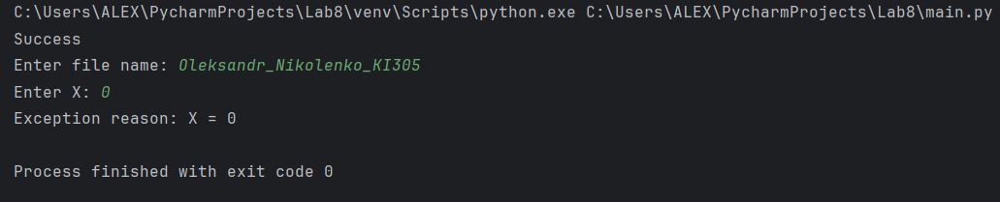 C:\Users\ALEX\PycharmProjects\Lab8\venv\Scripts\python.exe C:\Users\ALEX\PycharmProjects\Lab8\main.py
Success
Enter file name: Oleksandr_Nikolenko_KI305
Enter X: 0
Exception reason: X = 0
Process finished with exit code 0